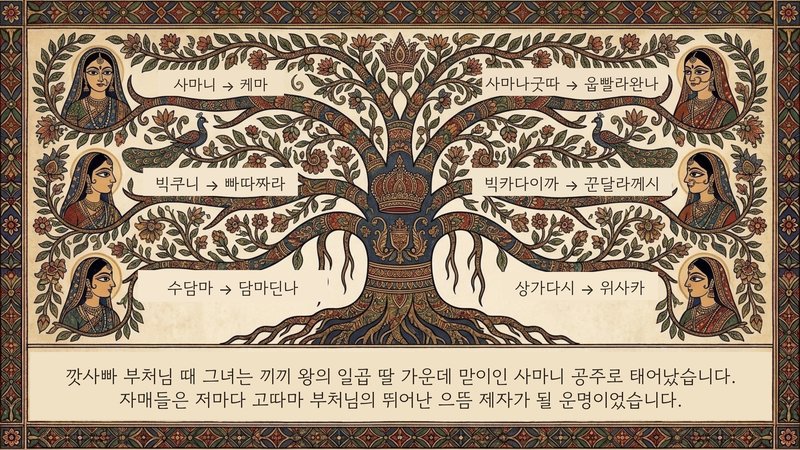 사마니 → 케마
사마나굿따 → 웁빨라완나
빅쿠니 → 빠따짜라
빅카다이까 → 꾼달라께시
수담마 → 담마딘나
상가다시 → 위사카
깟사빠 부처님 때 그녀는 끼끼 왕의 일곱 딸 가운데 맏이인 사마니 공주로 태어났습니다.
자매들은 저마다 고따마 부처님의 뛰어난 으뜸 제자가 될 운명이었습니다.